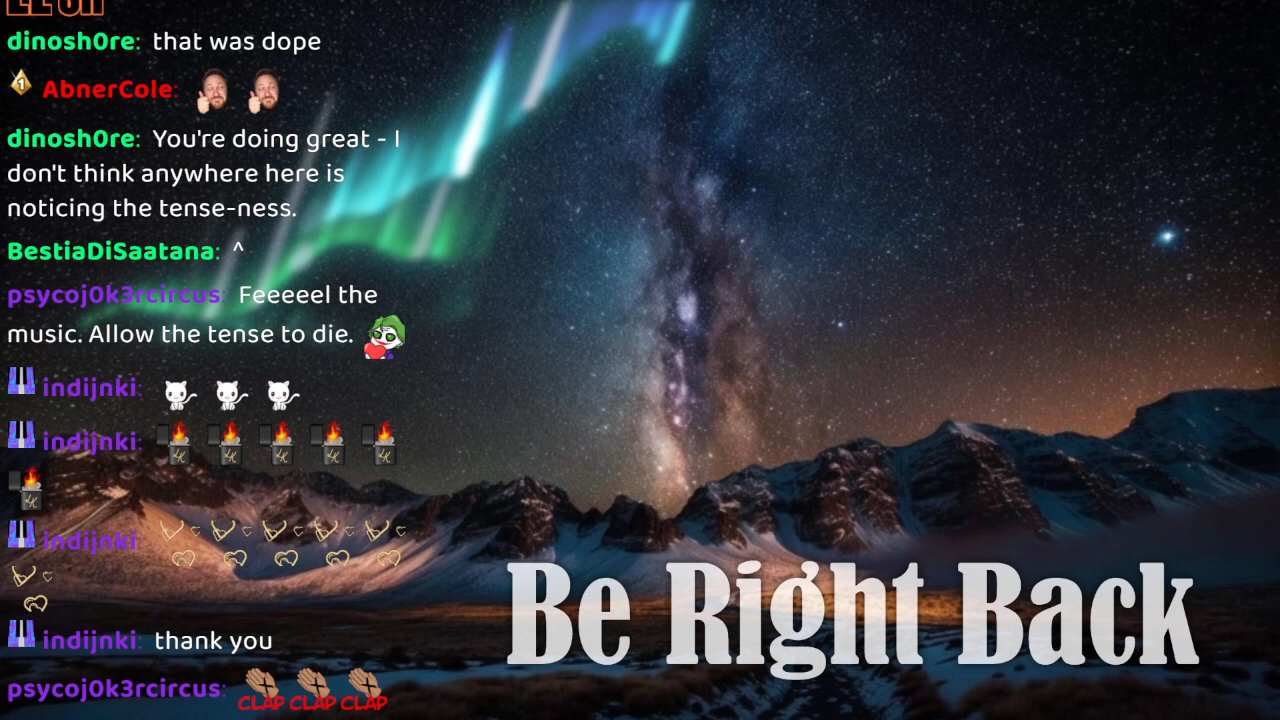 dinosh0re: that was dope
AbnerCole:
dinosh0re: You're doing great - I
don't think anywhere here is
noticing the tense-ness.
BestiaDiSaatana: ^
psycoj0k3rcircus: Feeeeel the
music. Allow the tense to die.
indijnki:
indijnki:
indijnki:
indijnki: thank you
psycoj0k3rcircus: CLAP CLAP CLAP
Be Right Back